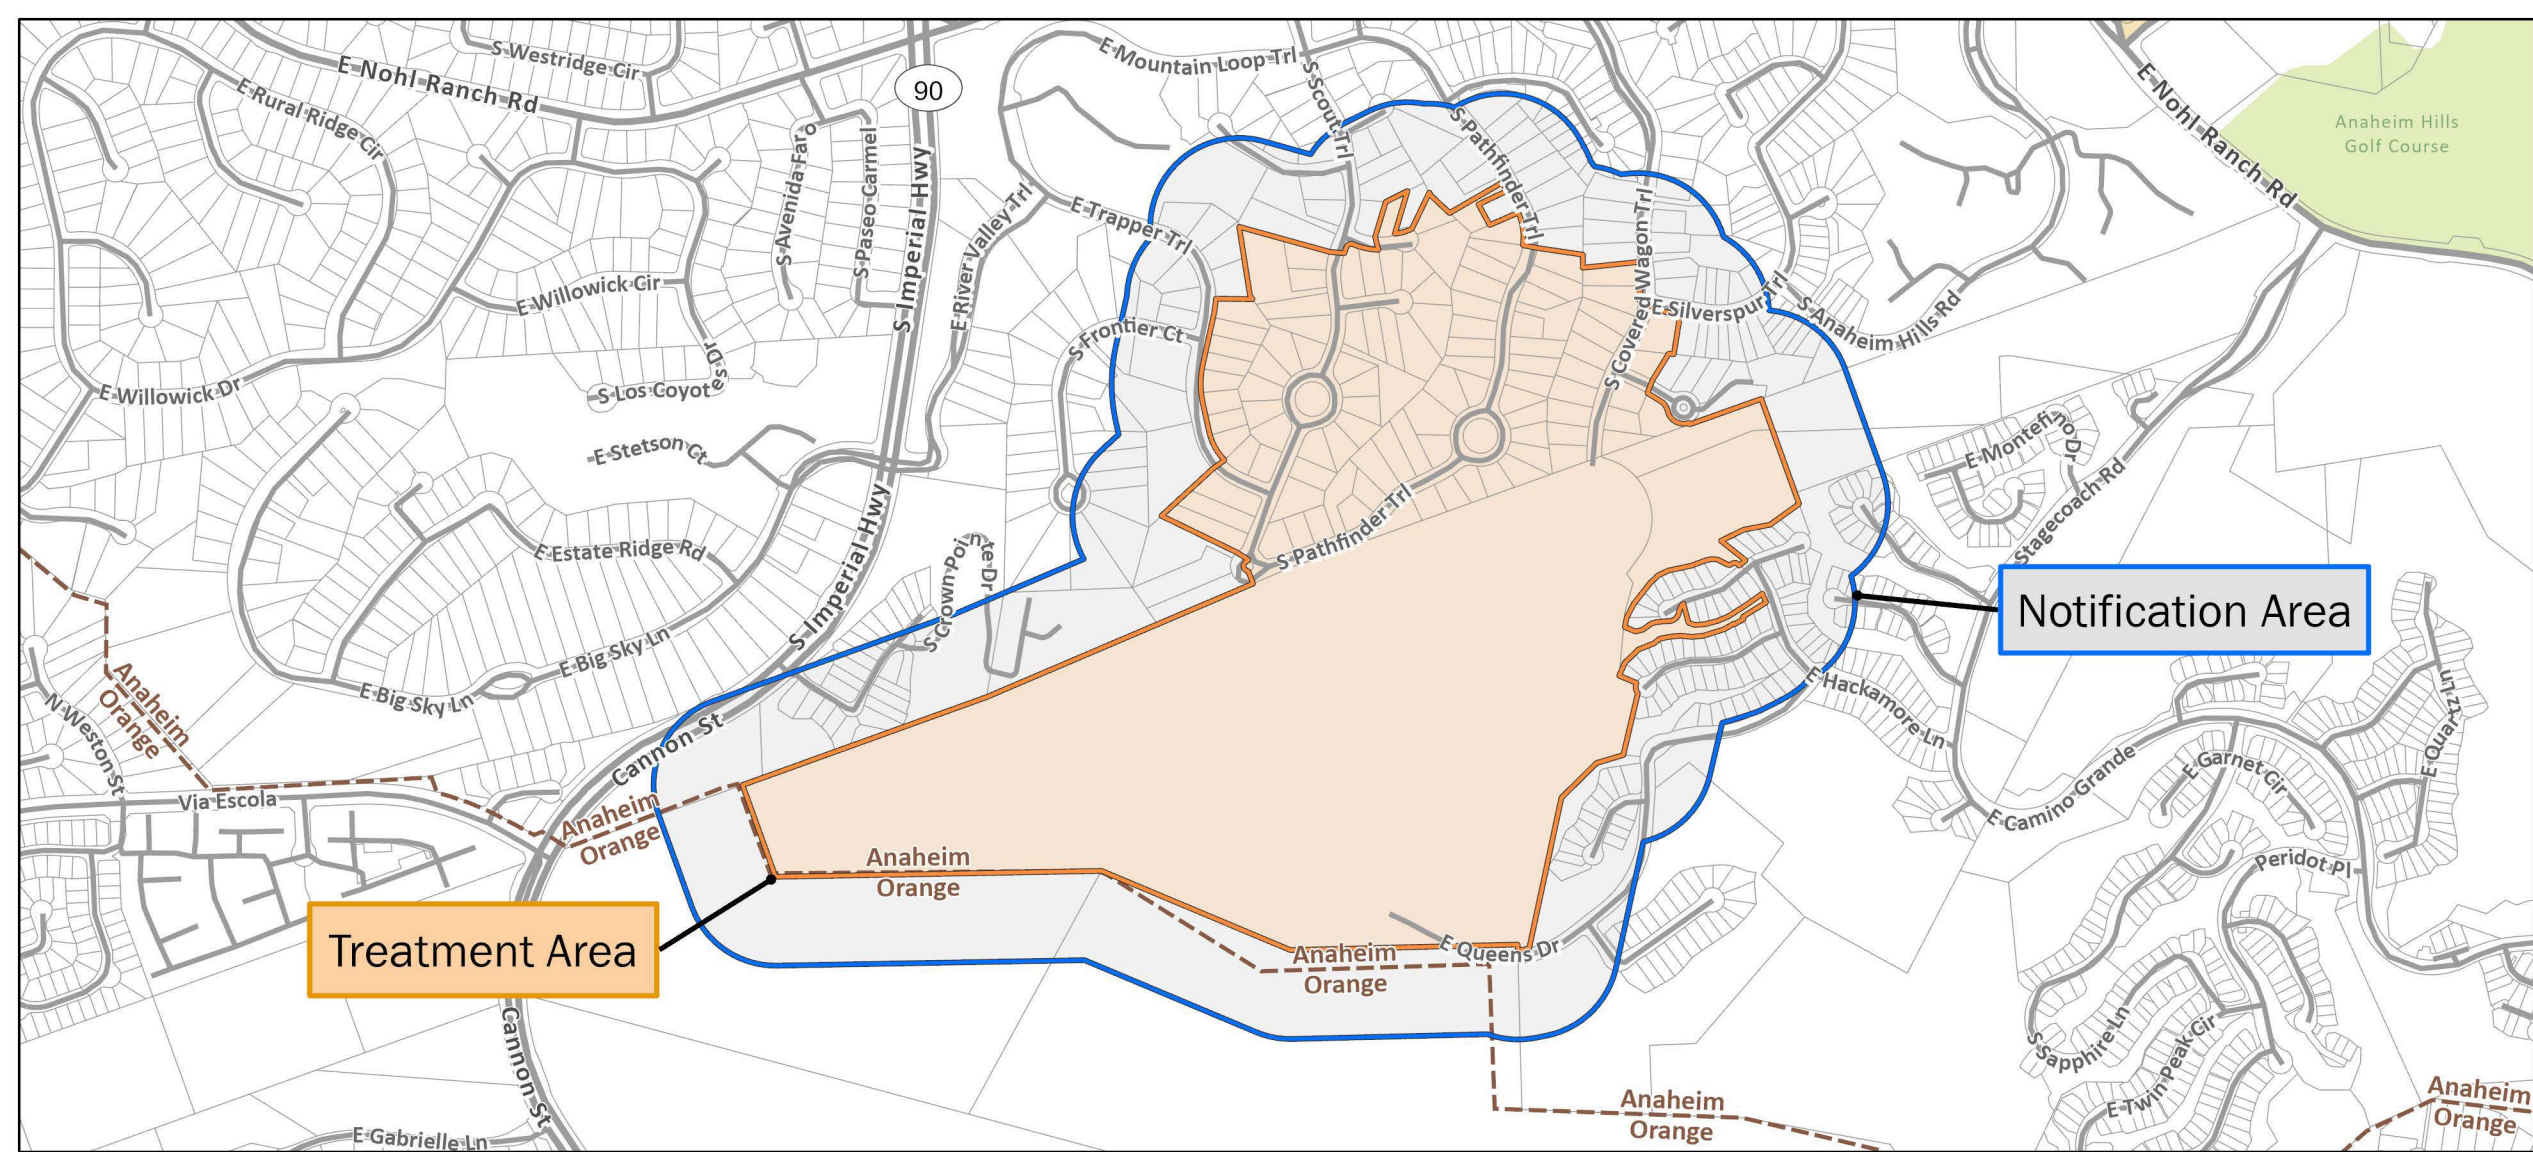 S Westridge Cir
E Nohl Ranch Rd
E Rural Ridge Cir
90
E Mountain Loop Trl
S Scout Trl
S Pathfinder Trl
E Nohl Ranch Rd
Anaheim Hills
Golf Course
S Avenida Faro
S Paseo Carmel
S Imperial Hwy
E River Valley Trl
E Trapper Trl
S Covered Wagon Trl
E Silverspur Trl
S Anaheim Hills Rd
E Willowick Cir
S Frontier Ct
E Willowick Dr
S Los Coyotes Dr
E Stetson Ct
E Montefino Dr
Stagecoach Rd
S Imperial Hwy
E Estate Ridge Rd
S Crown Pointe Dr
S Pathfinder Trl
Notification Area
E Big Sky Ln
E Big Sky Ln
Anaheim
Orange
N Weston St
Cannon St
E Hackamore Ln
E Quartz Ln
E Garnet Cir
E Camino Grande
Via Escola
Anaheim
Orange
Anaheim
Orange
Peridot Pl
Treatment Area
E Queens Dr
Anaheim
Orange
Cannon St
S Sapphire Ln
E Twin Peak Cir
Anaheim
Orange
Anaheim
Orange
E Gabrielle Ln